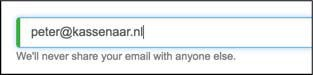 peter@kassenaar.nl
We'll never share your email with anyone else.